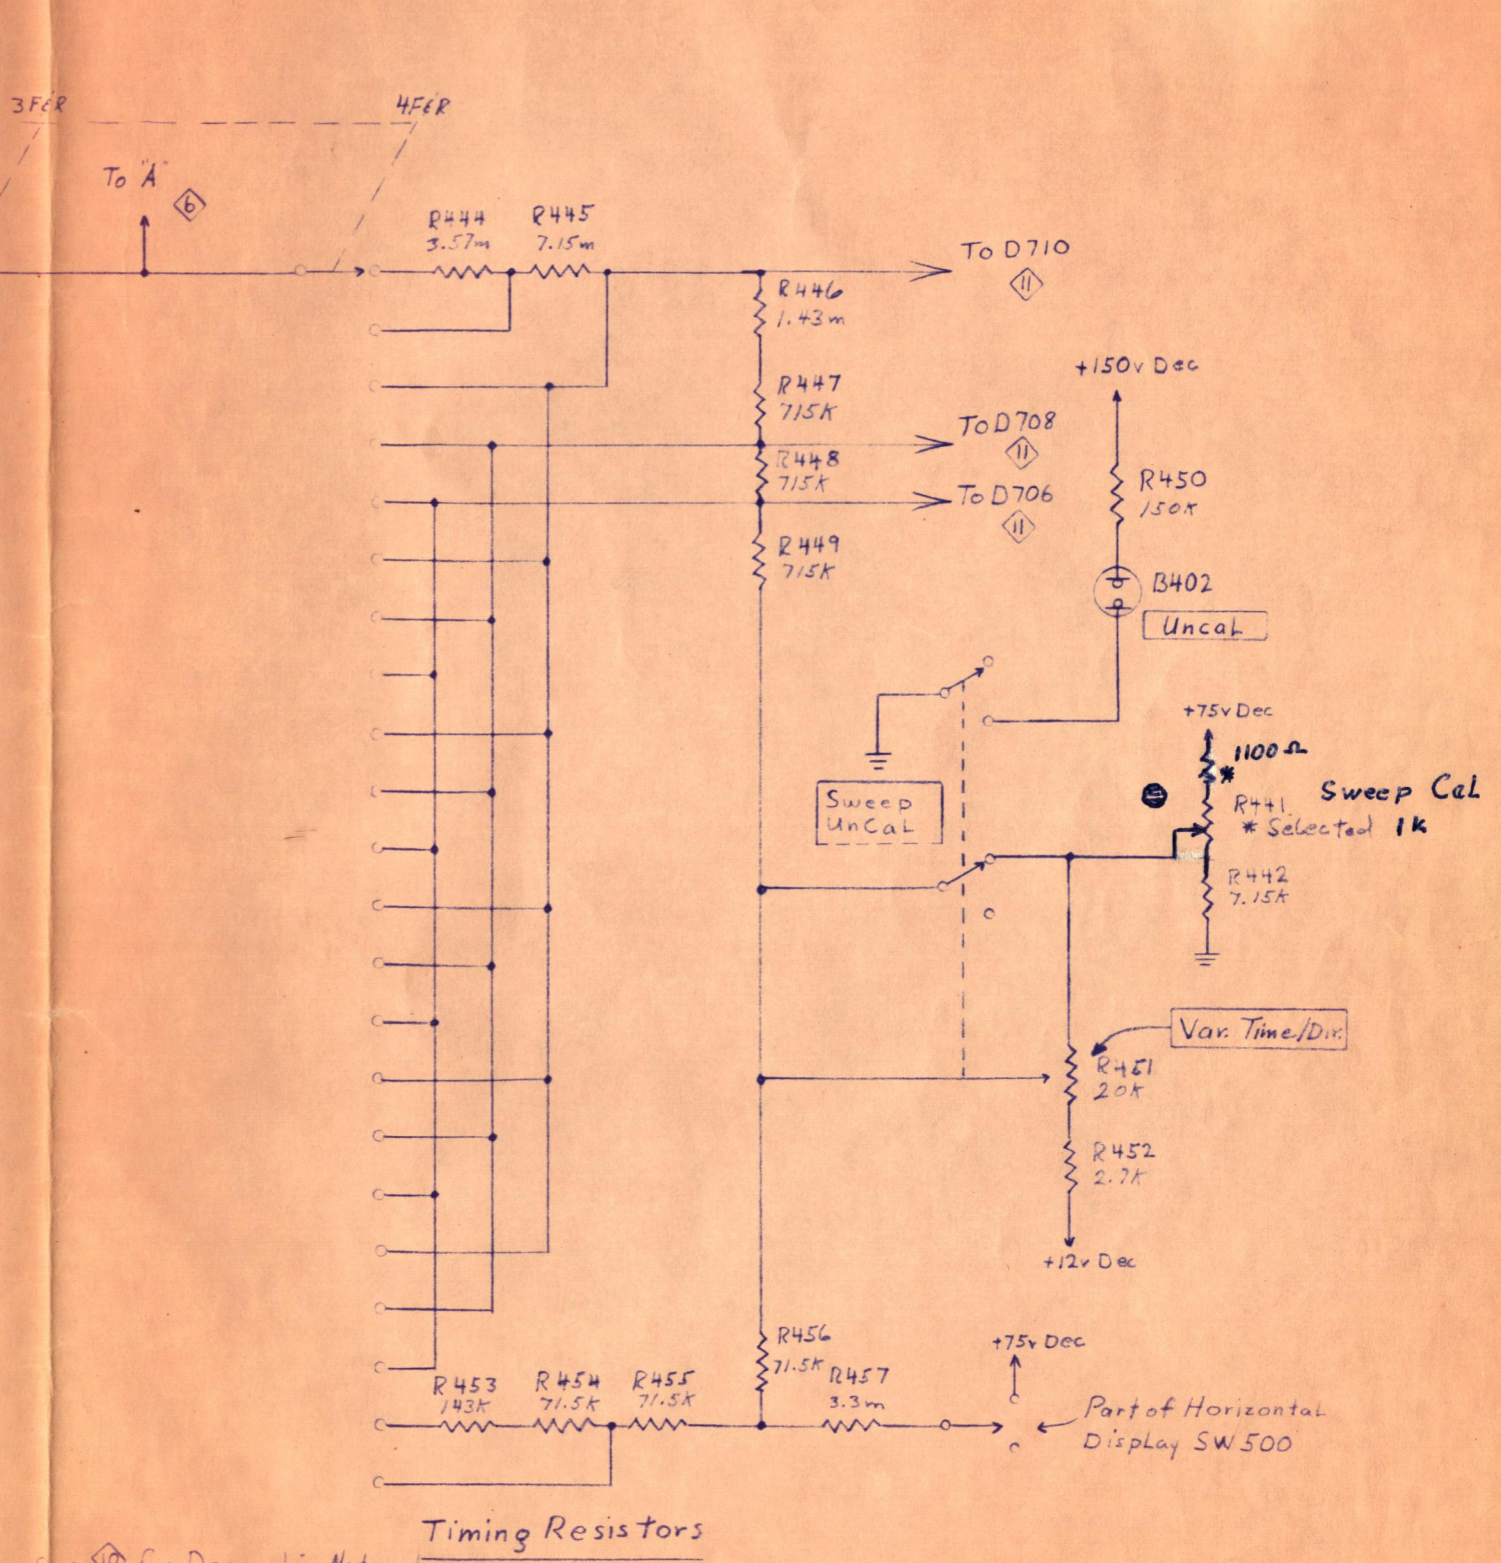 3F&R
4F&R
To "A"
6
R444
3.57m
R445
7.15m
To D710
11
R446
1.43m
+150v Dec
R447
715K
To D708
11
R448
715K
To D706
11
R450
150K
R449
715K
B402
Uncal
+75v Dec
1100Ω
*
Sweep
UnCal
R441
Sweep Cal
* Selected 1K
R442
7.15K
Var. Time/Div.
R451
20K
R452
2.7K
+12v Dec
R456
71.5K
+75v Dec
R453
143K
R454
71.5K
R455
71.5K
R457
3.3m
Part of Horizontal
Display SW500
Timing Resistors